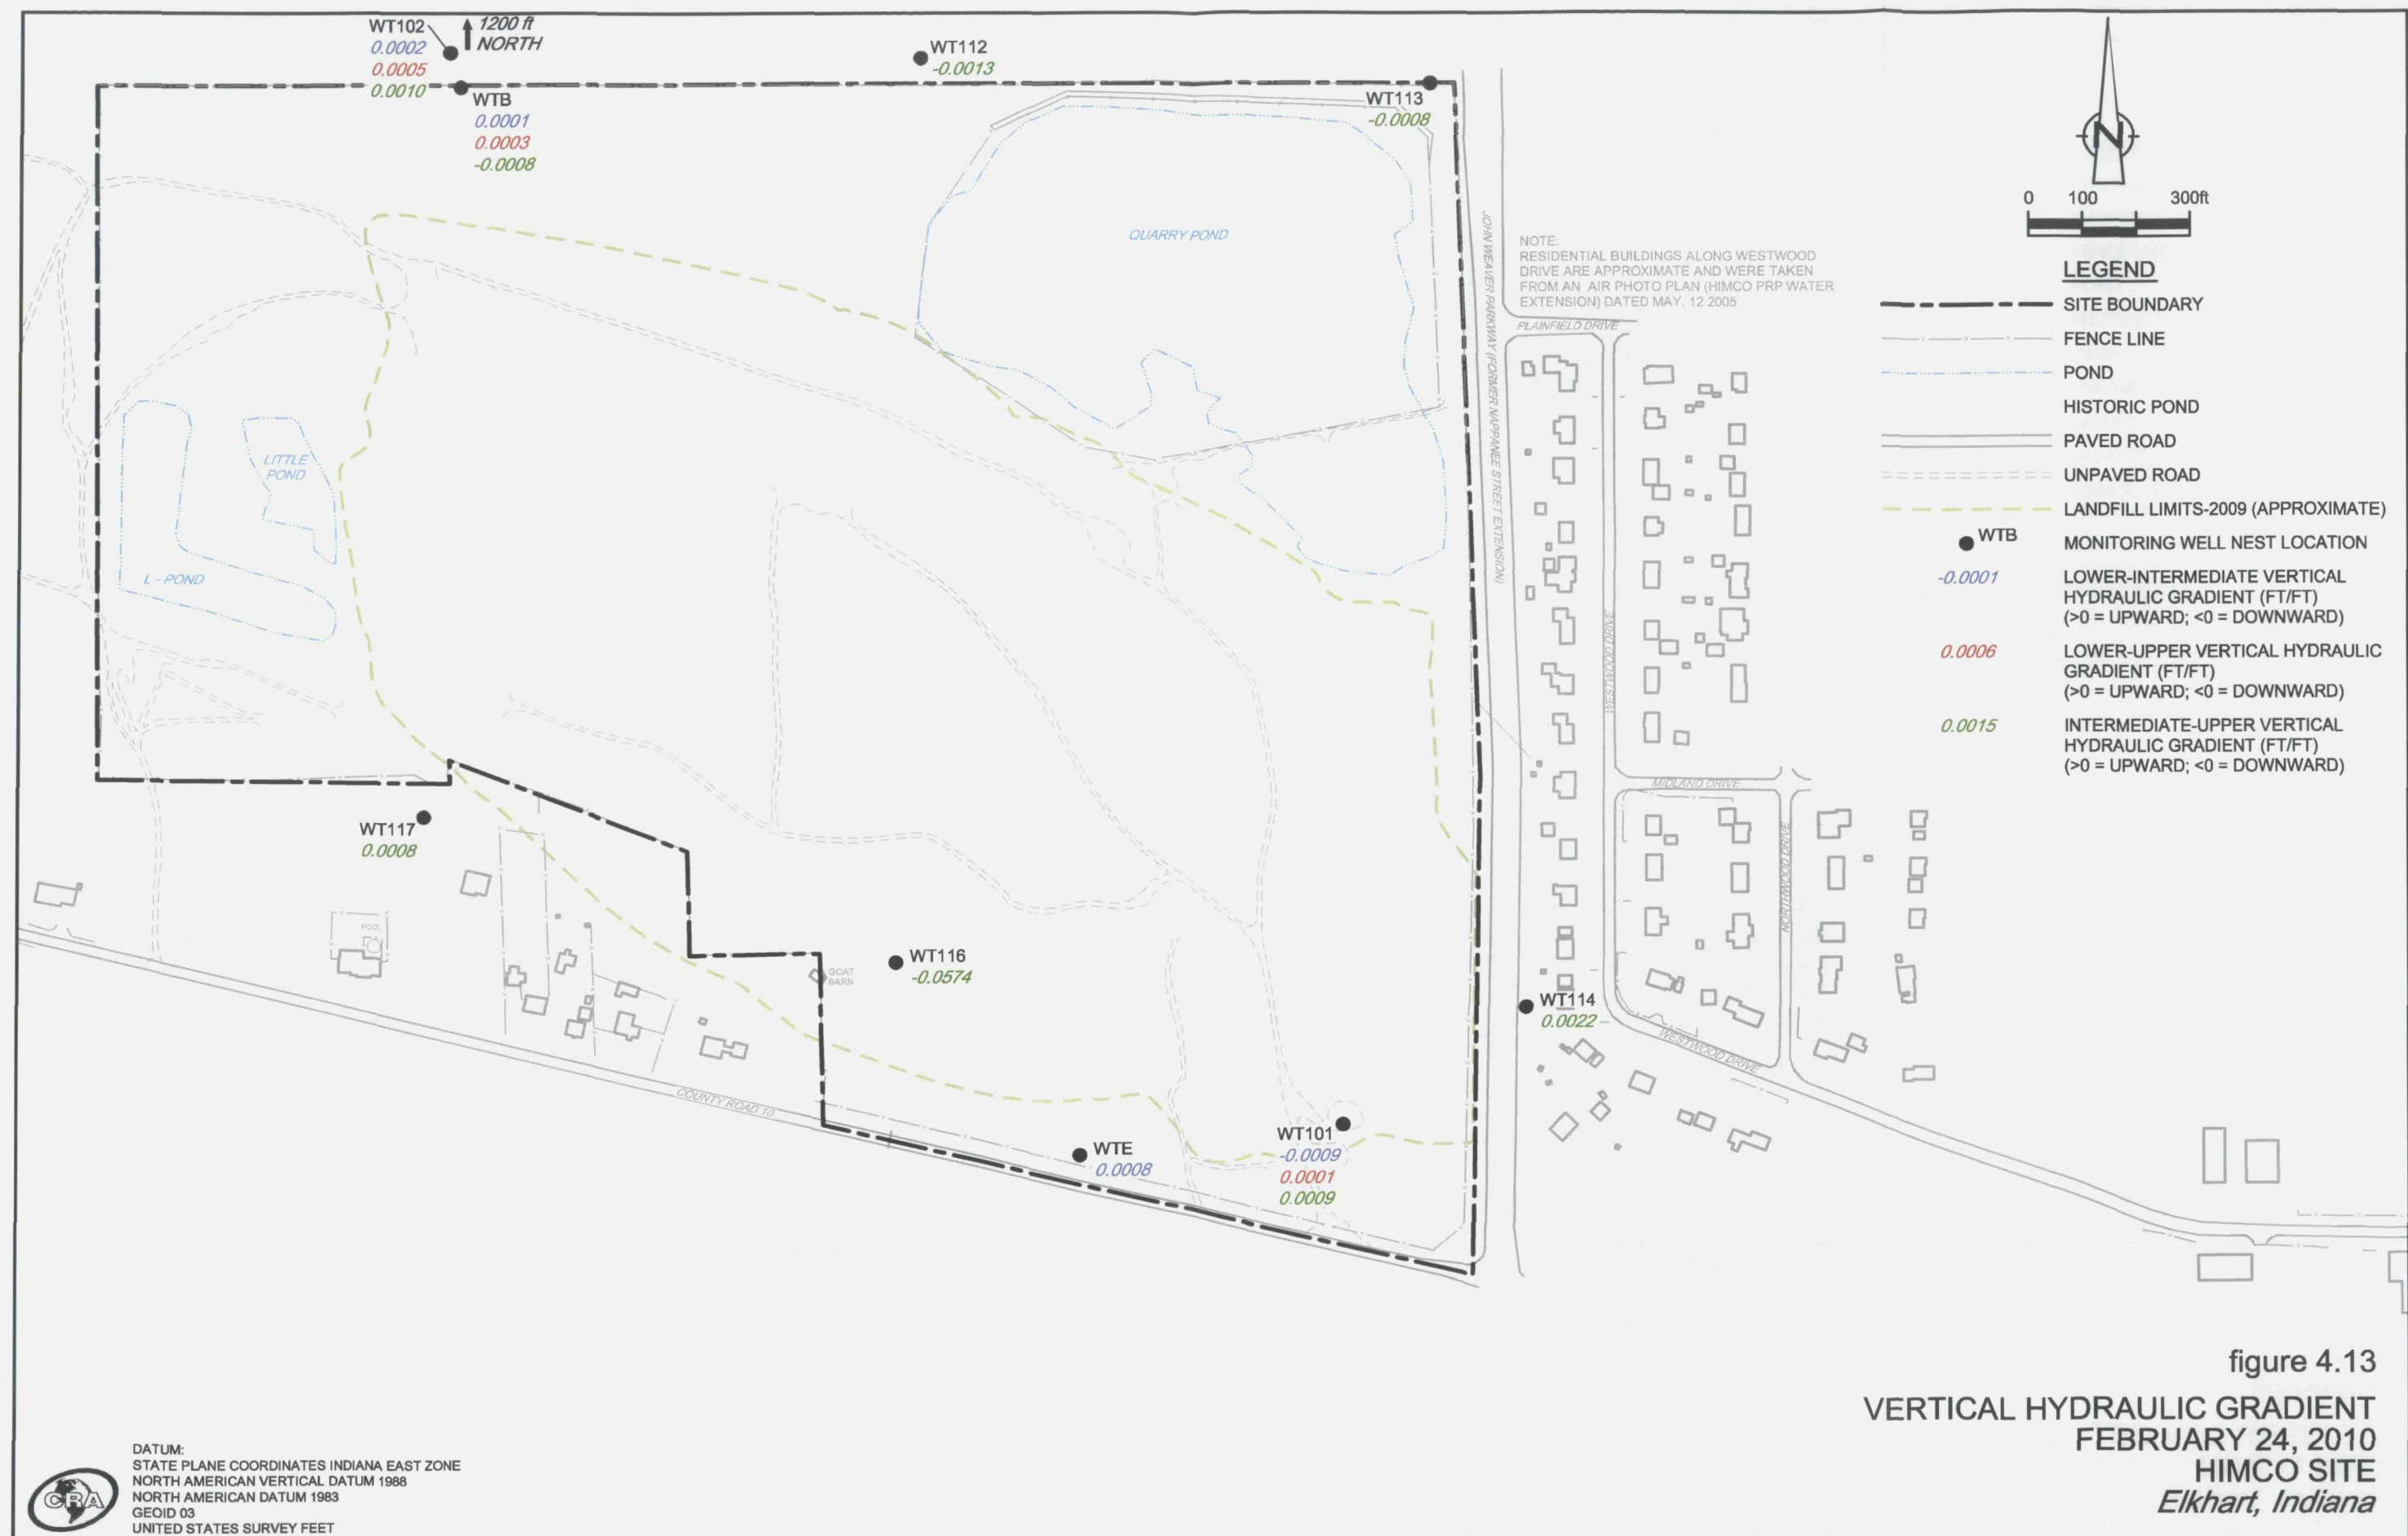 WT102
1200 ft
NORTH
0.0002
0.0005
0.0010
WTB
0.0001
0.0003
-0.0008
WT112
-0.0013
WT113
-0.0008
QUARRY POND
JOHN WEAVER PARKWAY (FORMER NAPPANEE STREET EXTENSION)
NOTE:
RESIDENTIAL BUILDINGS ALONG WESTWOOD
DRIVE ARE APPROXIMATE AND WERE TAKEN
FROM AN AIR PHOTO PLAN (HIMCO PRP WATER
EXTENSION) DATED MAY, 12 2005
PLAINFIELD DRIVE
WESTWOOD DRIVE
MIDLAND DRIVE
NORTHWOOD DRIVE
WESTWOOD DRIVE
LITTLE
POND
L - POND
WT117
0.0008
POOL
GOAT
BARN
WT116
-0.0574
WT114
0.0022
COUNTY ROAD 10
WTE
0.0008
WT101
-0.0009
0.0001
0.0009
N
0 100 300ft
LEGEND
SITE BOUNDARY
FENCE LINE
POND
HISTORIC POND
PAVED ROAD
UNPAVED ROAD
LANDFILL LIMITS-2009 (APPROXIMATE)
WTB MONITORING WELL NEST LOCATION
-0.0001 LOWER-INTERMEDIATE VERTICAL
HYDRAULIC GRADIENT (FT/FT)
(>0 = UPWARD; <0 = DOWNWARD)
0.0006 LOWER-UPPER VERTICAL HYDRAULIC
GRADIENT (FT/FT)
(>0 = UPWARD; <0 = DOWNWARD)
0.0015 INTERMEDIATE-UPPER VERTICAL
HYDRAULIC GRADIENT (FT/FT)
(>0 = UPWARD; <0 = DOWNWARD)
figure 4.13
VERTICAL HYDRAULIC GRADIENT
FEBRUARY 24, 2010
HIMCO SITE
Elkhart, Indiana
CRA
DATUM:
STATE PLANE COORDINATES INDIANA EAST ZONE
NORTH AMERICAN VERTICAL DATUM 1988
NORTH AMERICAN DATUM 1983
GEOID 03
UNITED STATES SURVEY FEET